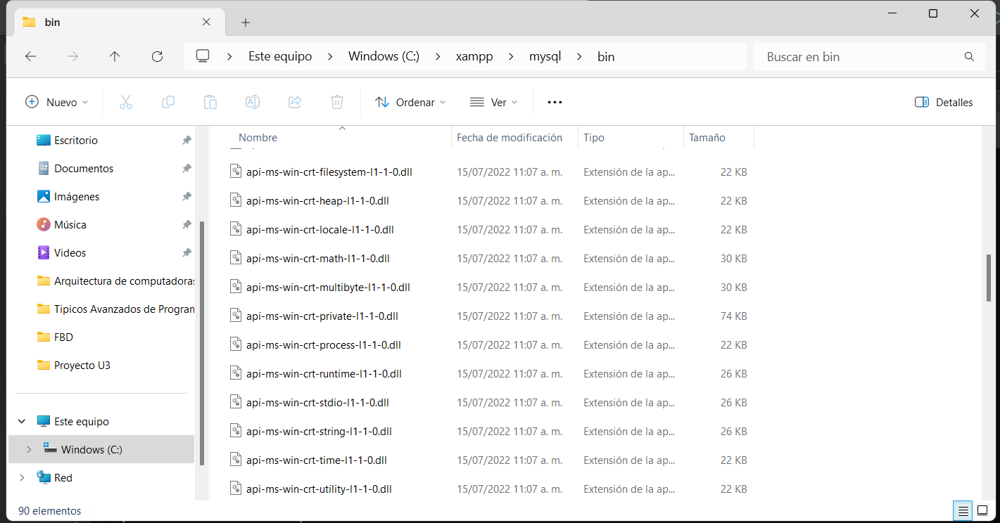 bin
Este equipo > Windows (C:) > xampp > mysql > bin
Buscar en bin
Nuevo
Ordenar
Ver
Detalles
Escritorio
Documentos
Imágenes
Música
Videos
Arquitectura de computadoras
Tipicos Avanzados de Program
FBD
Proyecto U3
Este equipo
Windows (C:)
Red
Nombre Fecha de modificación Tipo Tamaño
api-ms-win-crt-filesystem-l1-1-0.dll 15/07/2022 11:07 a. m. Extensión de la ap... 22 KB
api-ms-win-crt-heap-l1-1-0.dll 15/07/2022 11:07 a. m. Extensión de la ap... 22 KB
api-ms-win-crt-locale-l1-1-0.dll 15/07/2022 11:07 a. m. Extensión de la ap... 22 KB
api-ms-win-crt-math-l1-1-0.dll 15/07/2022 11:07 a. m. Extensión de la ap... 30 KB
api-ms-win-crt-multibyte-l1-1-0.dll 15/07/2022 11:07 a. m. Extensión de la ap... 30 KB
api-ms-win-crt-private-l1-1-0.dll 15/07/2022 11:07 a. m. Extensión de la ap... 74 KB
api-ms-win-crt-process-l1-1-0.dll 15/07/2022 11:07 a. m. Extensión de la ap... 22 KB
api-ms-win-crt-runtime-l1-1-0.dll 15/07/2022 11:07 a. m. Extensión de la ap... 26 KB
api-ms-win-crt-stdio-l1-1-0.dll 15/07/2022 11:07 a. m. Extensión de la ap... 26 KB
api-ms-win-crt-string-l1-1-0.dll 15/07/2022 11:07 a. m. Extensión de la ap... 26 KB
api-ms-win-crt-time-l1-1-0.dll 15/07/2022 11:07 a. m. Extensión de la ap... 22 KB
api-ms-win-crt-utility-l1-1-0.dll 15/07/2022 11:07 a. m. Extensión de la ap... 22 KB
90 elementos